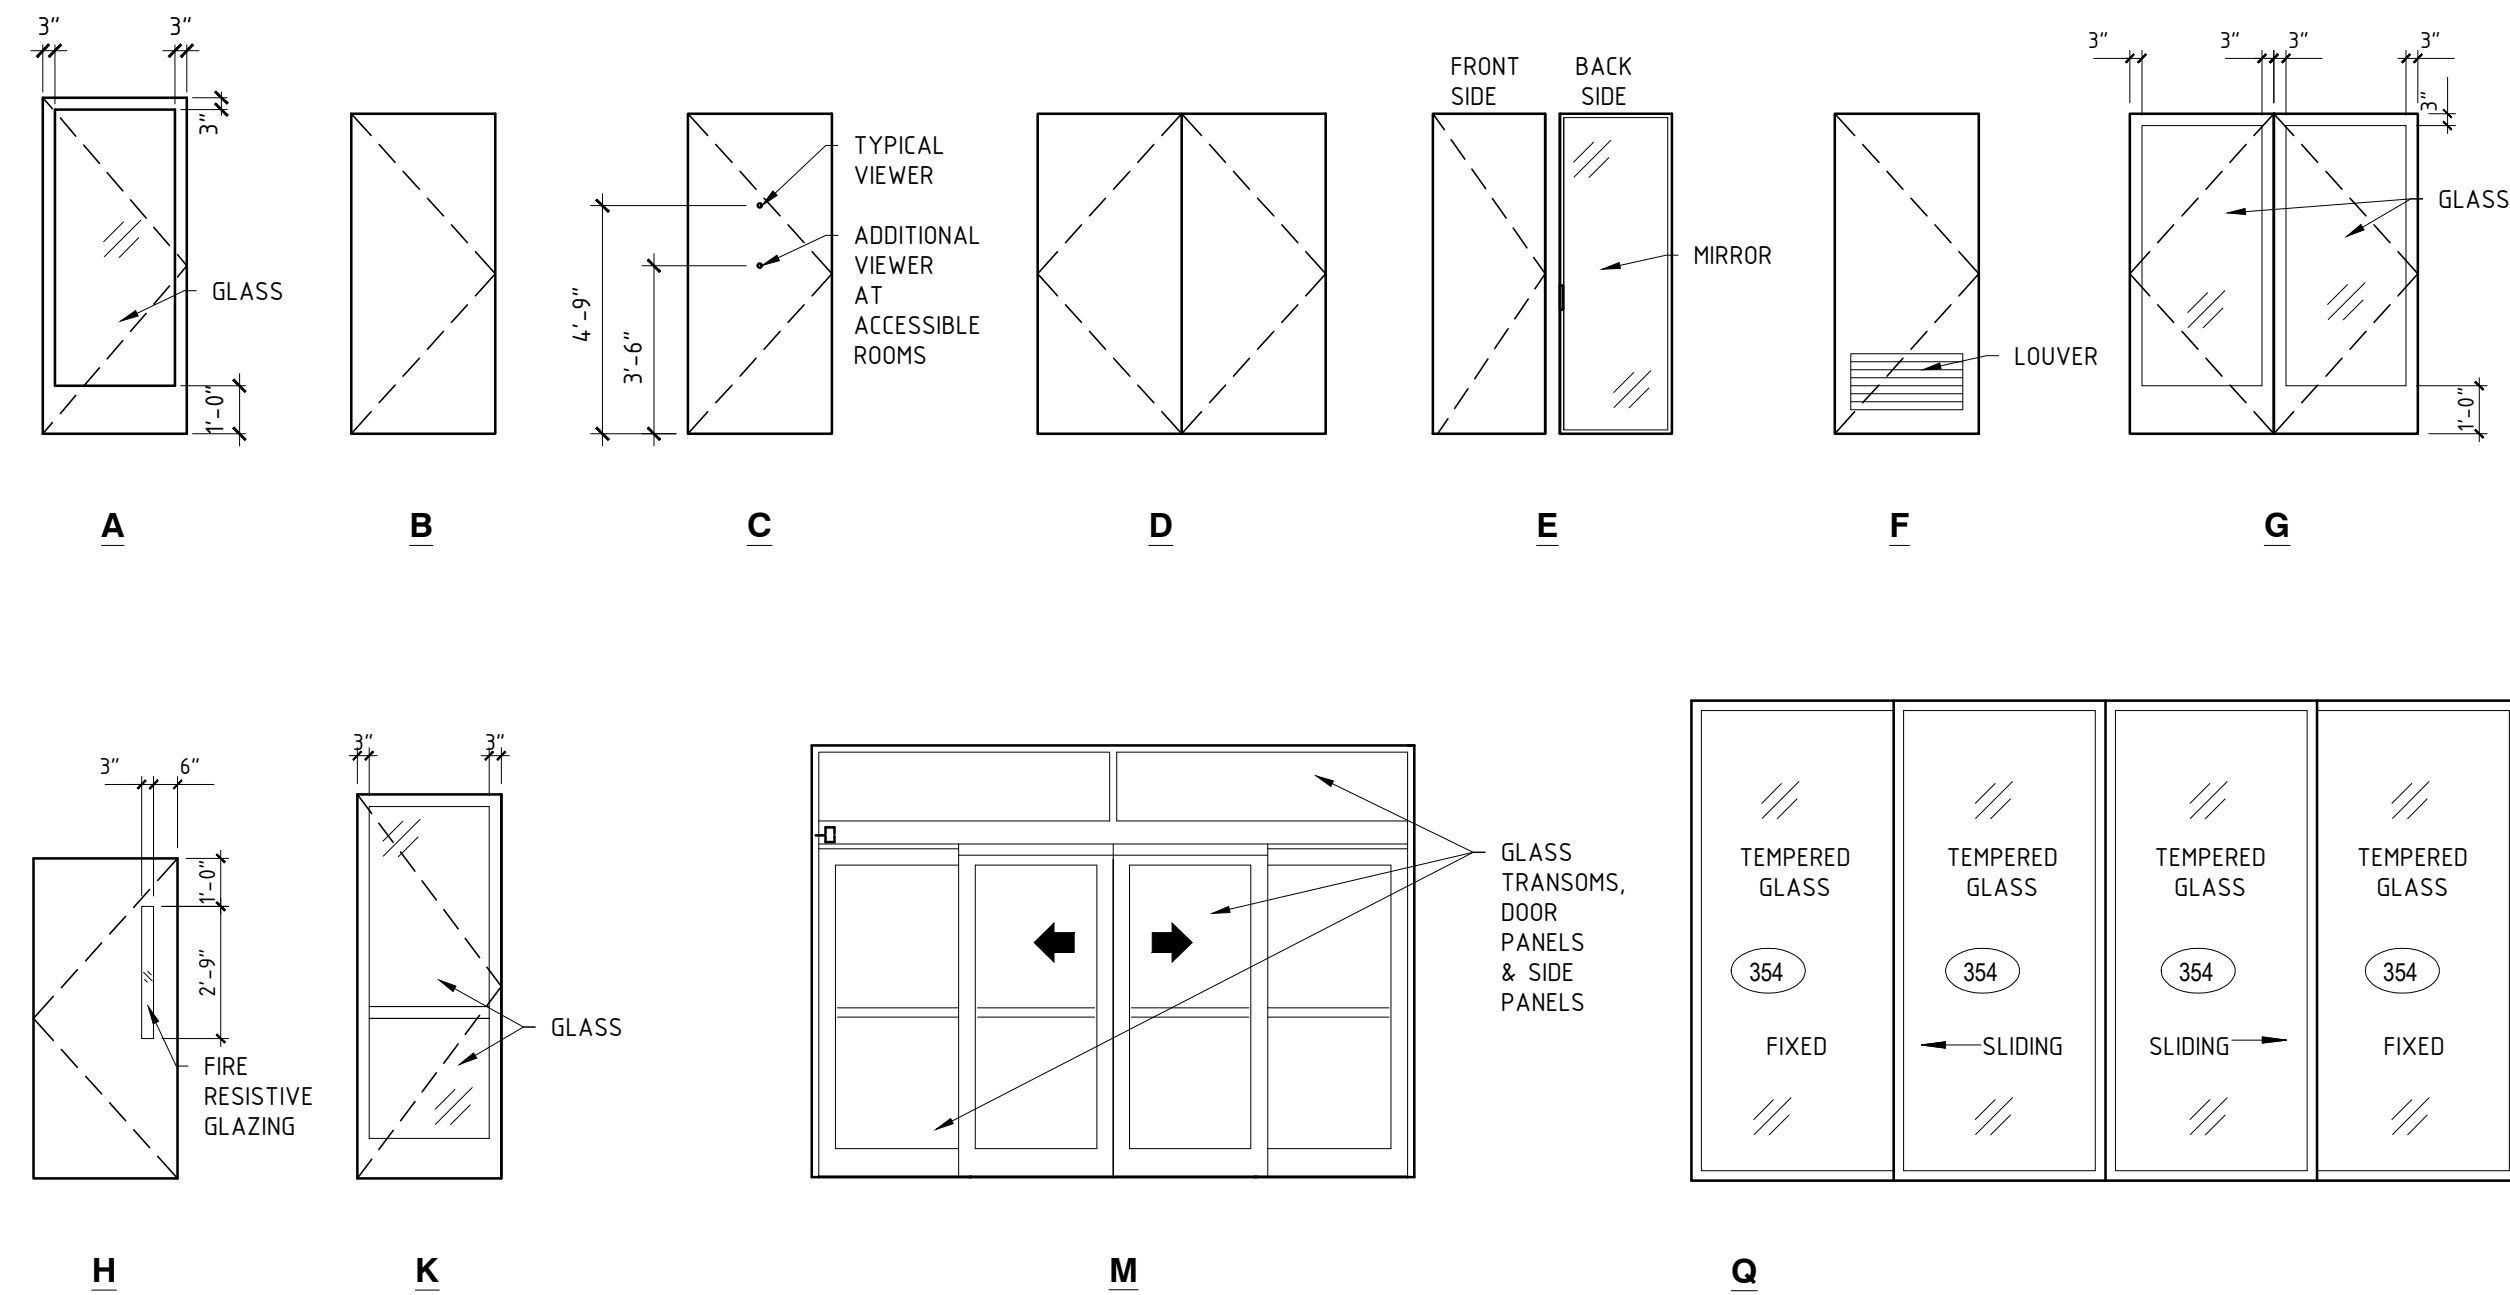 3"
3"
3"
GLASS
1'-0"
A
B
TYPICAL
VIEWER
ADDITIONAL
VIEWER
AT
ACCESSIBLE
ROOMS
4'-9"
3'-6"
C
D
FRONT
SIDE
BACK
SIDE
MIRROR
E
LOUVER
F
3"
3"
3"
3"
3"
GLASS
1'-0"
G
3"
6"
1'-0"
2'-9"
FIRE
RESISTIVE
GLAZING
H
3"
3"
GLASS
K
GLASS
TRANSOMS,
DOOR
PANELS
& SIDE
PANELS
M
TEMPERED
GLASS
354
FIXED
TEMPERED
GLASS
354
SLIDING
TEMPERED
GLASS
354
SLIDING
TEMPERED
GLASS
354
FIXED
Q